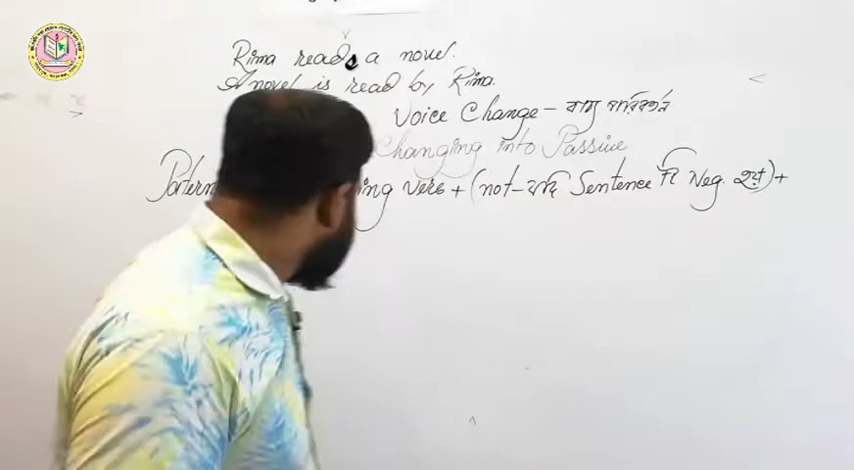 Rima reads a novel.
A novel is read by Rima.
Voice Change – বাচ্য পরিবর্তন
Changing into Passive
ing verb + (not – যদি Sentence টি Neg. হয়) +